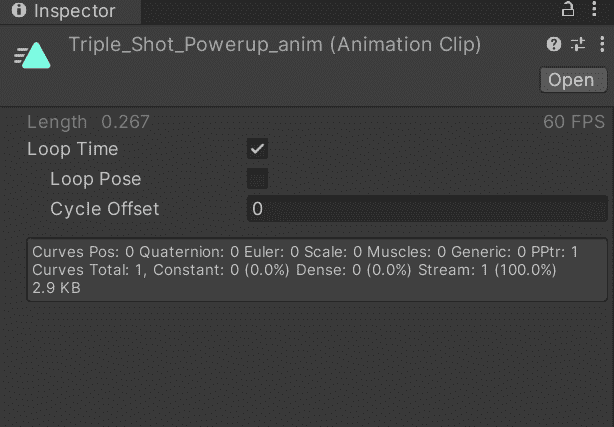 Inspector
Triple_Shot_Powerup_anim (Animation Clip)
Open
Length 0.267 60 FPS
Loop Time
Loop Pose
Cycle Offset 0
Curves Pos: 0 Quaternion: 0 Euler: 0 Scale: 0 Muscles: 0 Generic: 0 PPtr: 1
Curves Total: 1, Constant: 0 (0.0%) Dense: 0 (0.0%) Stream: 1 (100.0%)
2.9 KB